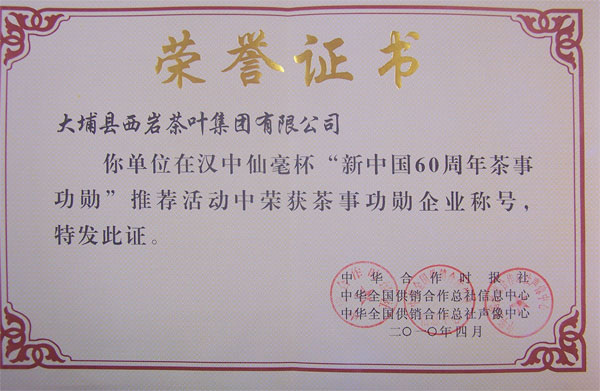 荣誉证书
大埔县西岩茶叶集团有限公司
你单位在汉中仙毫杯“新中国60周年茶事
功勋”推荐活动中荣获茶事功勋企业称号，
特发此证。
中华合作时报社
中华全国供销合作总社信息中心
中华全国供销合作总社声像中心
二〇一〇年四月